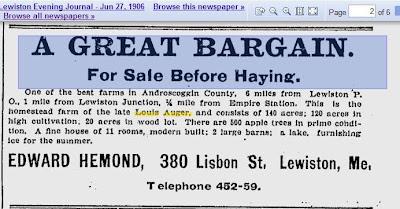 Lewiston Evening Journal - Jun 27, 1906 Browse this newspaper »
Browse all newspapers »
Page 2 of 6
A GREAT BARGAIN.
For Sale Before Haying.
One of the best farms in Androscoggin County, 6 miles from Lewiston P.
O., 1 mile from Lewiston Junction, ¼ mile from Empire Station. This is the
homestead farm of the late Louis Auger, and consists of 140 acres; 120 acres in
high cultivation, 20 acres in wood lot. There are 500 apple trees in prime condi-
tion. A fine house of 11 rooms, modern built; 2 large barns; a lake, furnishing
ice for the summer.
EDWARD HEMOND, 380 Lisbon St. Lewiston, Me,
Telephone 452-59.